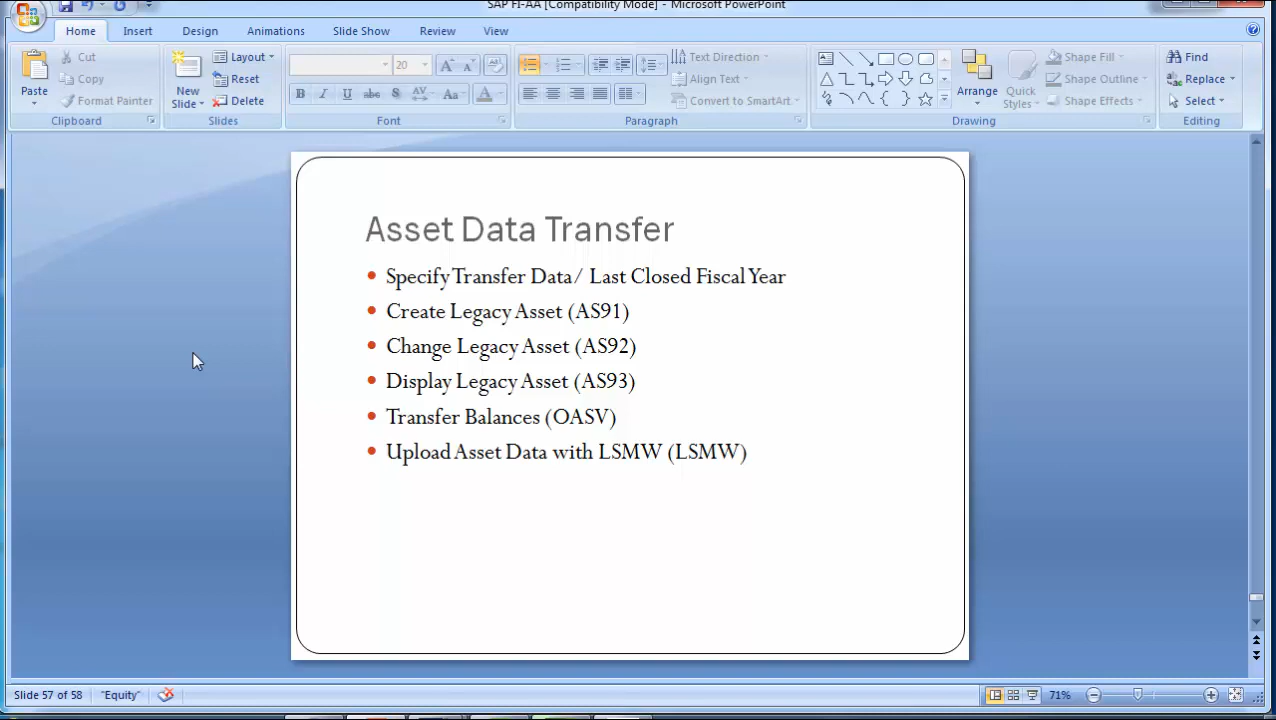 SAP FI-AA [Compatibility Mode] - Microsoft PowerPoint
Home Insert Design Animations Slide Show Review View
Paste Cut Copy Format Painter
Clipboard
New Slide Layout Reset Delete
Slides
20
B I U abc S AV Aa A
Font
Text Direction
Align Text
Convert to SmartArt
Paragraph
Arrange Quick Styles Shape Fill Shape Outline Shape Effects
Drawing
Find
Replace
Select
Editing
Asset Data Transfer
Specify Transfer Data/ Last Closed Fiscal Year
Create Legacy Asset (AS91)
Change Legacy Asset (AS92)
Display Legacy Asset (AS93)
Transfer Balances (OASV)
Upload Asset Data with LSMW (LSMW)
Slide 57 of 58 "Equity" 71%